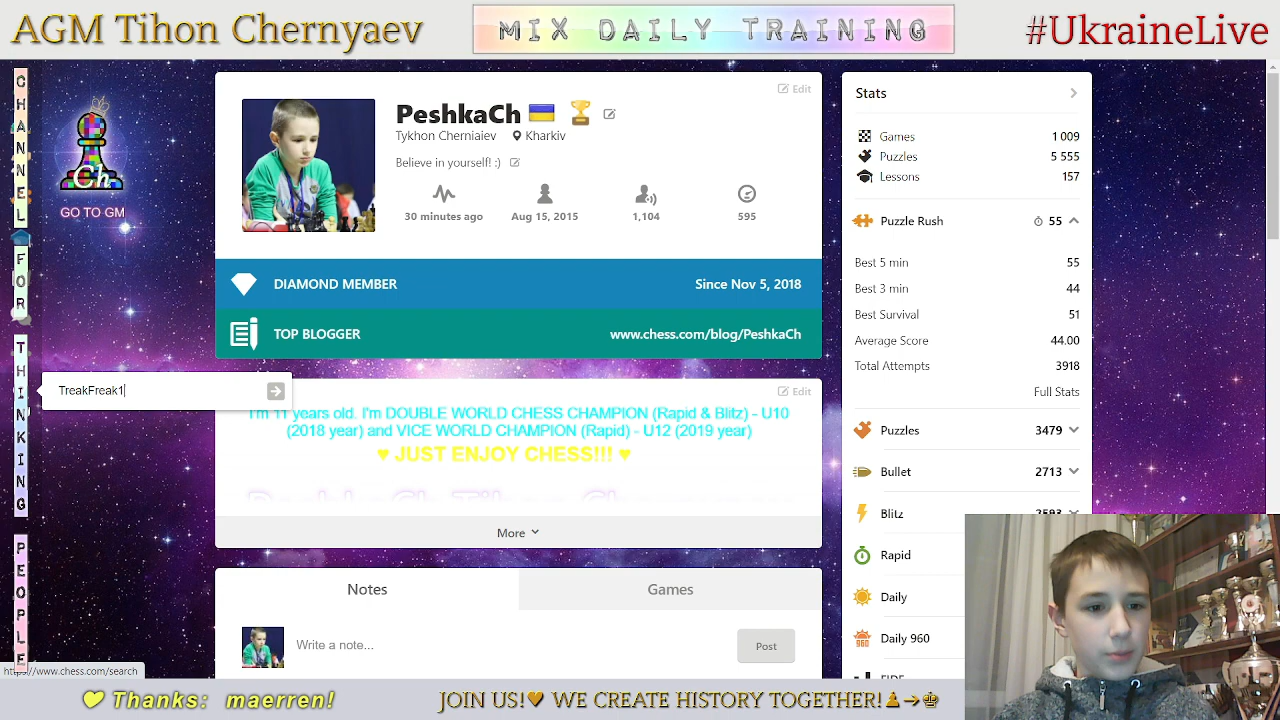 AGM Tihon Chernyaev
MIX DAILY TRAINING
#UkraineLive
CHANNEL FOR THINKING PEOPLE
Ch
GO TO GM
Edit
PeshkaCh
Tykhon Cherniaiev Kharkiv
Believe in yourself! :)
30 minutes ago Aug 15, 2015 1,104 595
DIAMOND MEMBER Since Nov 5, 2018
TOP BLOGGER www.chess.com/blog/PeshkaCh
TreakFreak1
Edit
I'm 11 years old. I'm DOUBLE WORLD CHESS CHAMPION (Rapid & Blitz) - U10
(2018 year) and VICE WORLD CHAMPION (Rapid) - U12 (2019 year)
♥ JUST ENJOY CHESS!!! ♥
More
Notes Games
Write a note...
Post
Stats
Games 1 009
Puzzles 5 555
Lessons 157
Puzzle Rush 55
Best 5 min 55
Best 3 min 44
Best Survival 51
Average Score 44.00
Total Attempts 3918
Full Stats
Puzzles 3479
Bullet 2713
Blitz
Rapid
Daily
Daily 960
https://www.chess.com/search
Thanks: maerren!
JOIN US!♥ WE CREATE HISTORY TOGETHER!♟→♚